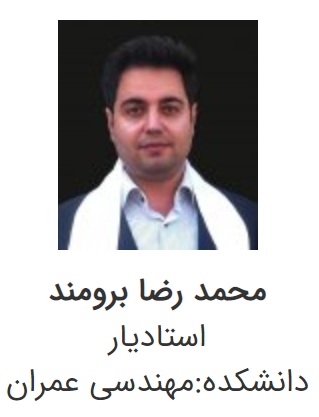 محمد رضا برومند
استادیار
دانشکده:مهندسی عمران